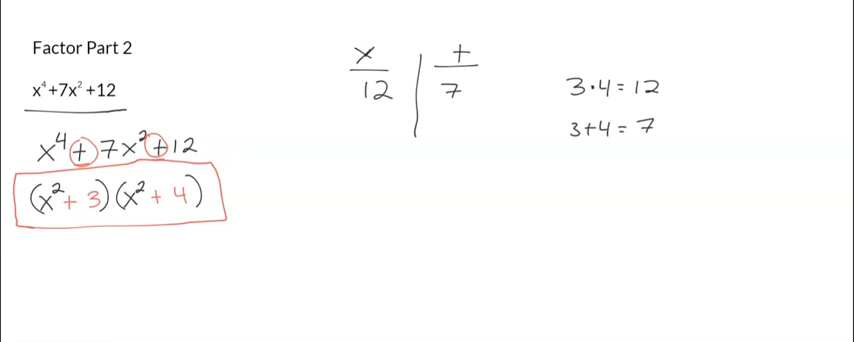 Factor Part 2
x⁴+7x²+12
x⁴+7x²+12
(x²+3)(x²+4)
× +
12 7
3·4=12
3+4=7